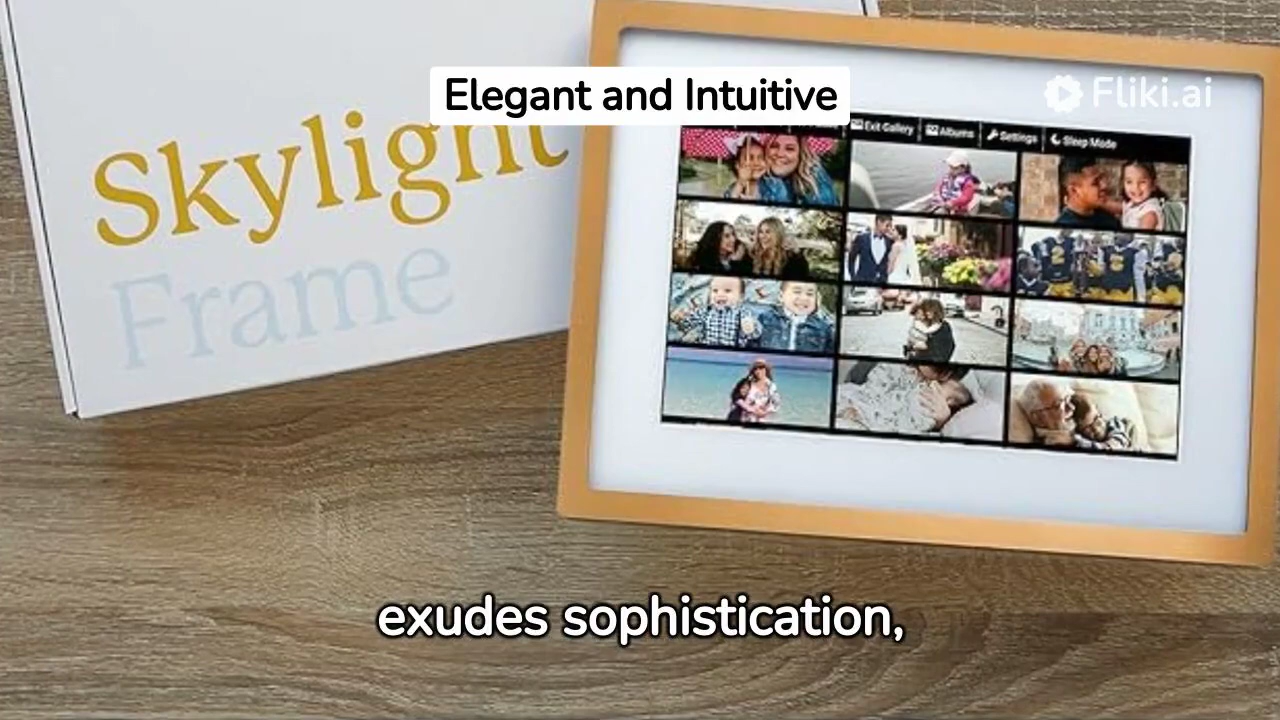 Elegant and Intuitive
Fliki.ai
Skylight
Frame
Exit Gallery
Albums
Settings
Sleep Mode
exudes sophistication,